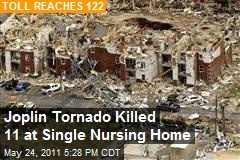 TOLL REACHES 122
Joplin Tornado Killed
11 at Single Nursing Home
May 24, 2011 5:28 PM CDT